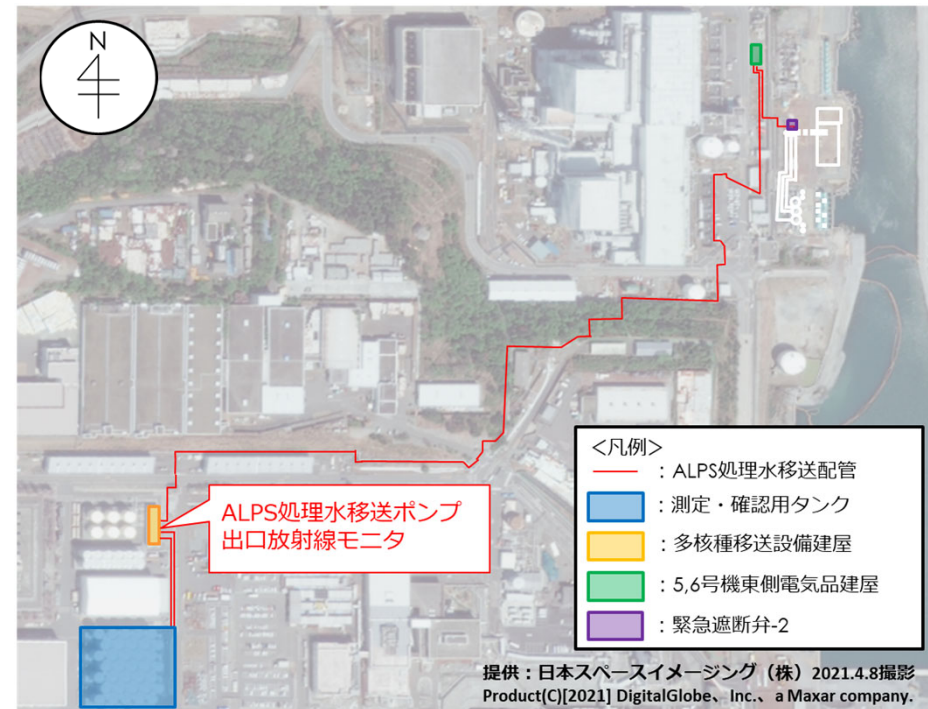 N
ALPS処理水移送ポンプ
出口放射線モニタ
<凡例>
：ALPS処理水移送配管
：測定・確認用タンク
：多核種移送設備建屋
：5,6号機東側電気品建屋
：緊急遮断弁-2
提供：日本スペースイメージング（株）2021.4.8撮影
Product(C)[2021] DigitalGlobe、Inc.、a Maxar company.